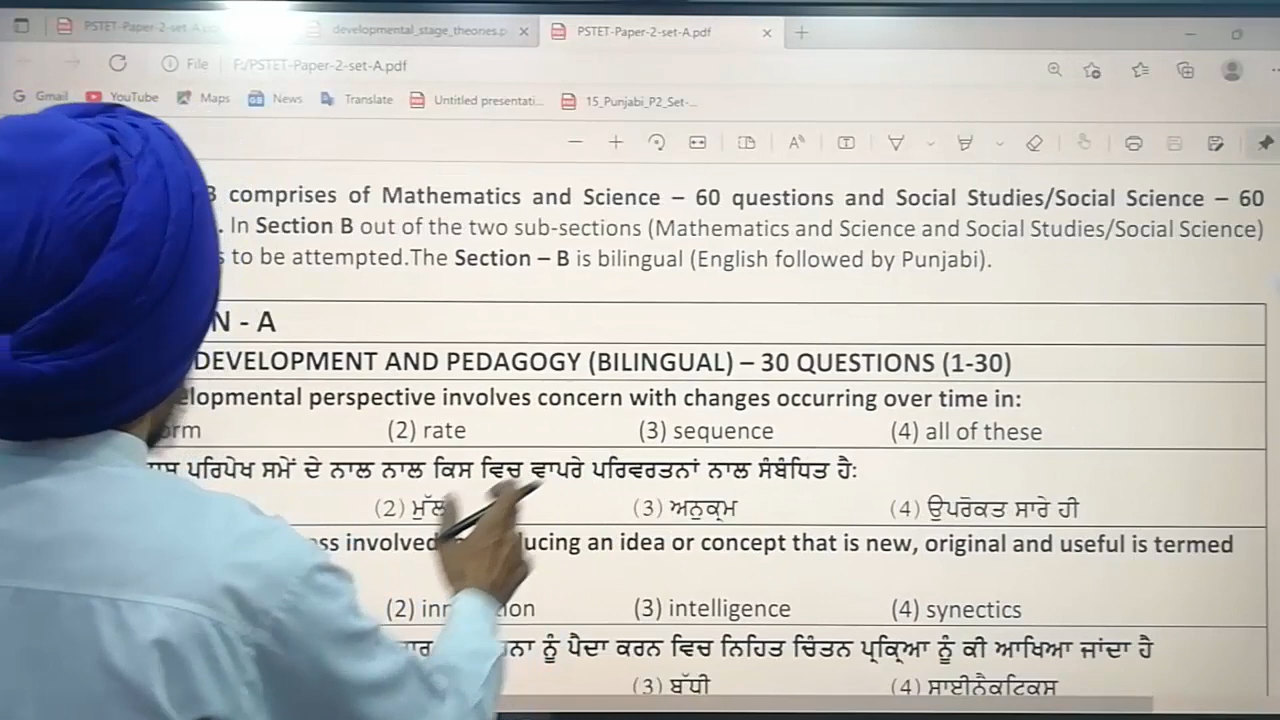 PSTET-Paper-2-set A.pdf
developmental_stage_theories.p
PSTET-Paper-2-set-A.pdf
File
F:/PSTET-Paper-2-set-A.pdf
Gmail
YouTube
Maps
News
Translate
Untitled presentati...
15_Punjabi_P2_Set-...
B comprises of Mathematics and Science – 60 questions and Social Studies/Social Science – 60
. In Section B out of the two sub-sections (Mathematics and Science and Social Studies/Social Science)
to be attempted.The Section – B is bilingual (English followed by Punjabi).
N - A
DEVELOPMENT AND PEDAGOGY (BILINGUAL) – 30 QUESTIONS (1-30)
elopmental perspective involves concern with changes occurring over time in:
orm (2) rate (3) sequence (4) all of these
ਪਰਿਪੇਖ ਸਮੇਂ ਦੇ ਨਾਲ ਨਾਲ ਕਿਸ ਵਿਚ ਵਾਪਰੇ ਪਰਿਵਰਤਨਾਂ ਨਾਲ ਸੰਬੰਧਿਤ ਹੈ:
(2) ਮੁੱਲ (3) ਅਨੁਕ੍ਰਮ (4) ਉਪਰੋਕਤ ਸਾਰੇ ਹੀ
ss involved ucing an idea or concept that is new, original and useful is termed
(2) (3) intelligence (4) synectics
ਨੂੰ ਪੈਦਾ ਕਰਨ ਵਿਚ ਨਿਹਿਤ ਚਿੰਤਨ ਪ੍ਰਕ੍ਰਿਆ ਨੂੰ ਕੀ ਆਖਿਆ ਜਾਂਦਾ ਹੈ
(3) ਬੱਧੀ (4) ਸਾਈਨੈਕਟਿਕਸ